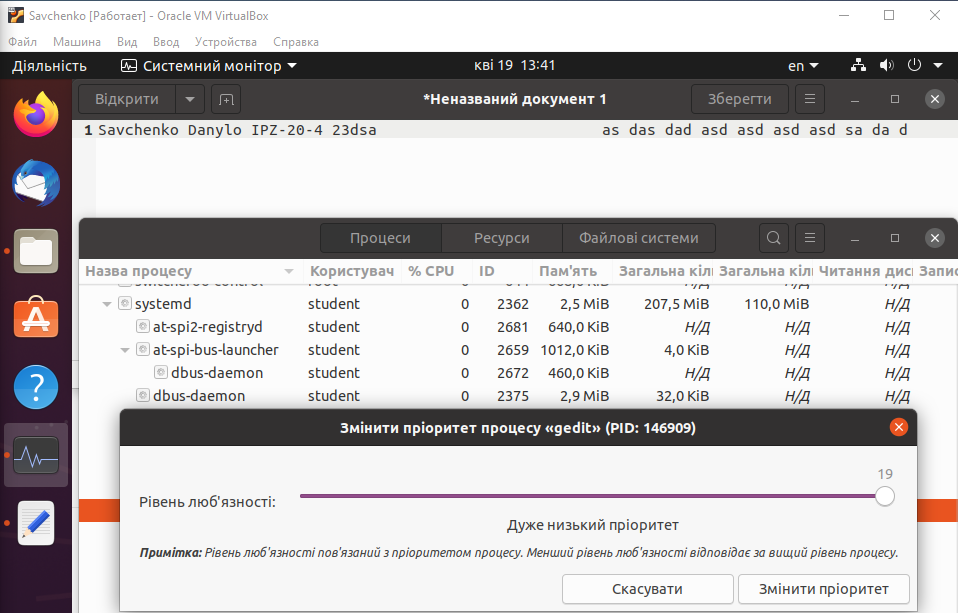 Savchenko [Работает] - Oracle VM VirtualBox
Файл Машина Вид Ввод Устройства Справка
Діяльність Системний монітор кві 19 13:41 en
Відкрити *Неназваний документ 1 Зберегти
1 Savchenko Danylo IPZ-20-4 23dsa as das dad asd asd asd asd sa da d
Процеси Ресурси Файлові системи
Назва процесу Користувач % CPU ID Пам'ять Загальна кіл Загальна кіл Читання дис Запис
systemd student 0 2362 2,5 MiB 207,5 MiB 110,0 MiB Н/Д
at-spi2-registryd student 0 2681 640,0 KiB Н/Д Н/Д Н/Д
at-spi-bus-launcher student 0 2659 1012,0 KiB 4,0 KiB Н/Д Н/Д
dbus-daemon student 0 2672 460,0 KiB Н/Д Н/Д Н/Д
dbus-daemon student 0 2375 2,9 MiB 32,0 KiB Н/Д Н/Д
Змінити пріоритет процесу «gedit» (PID: 146909)
19
Рівень люб'язності:
Дуже низький пріоритет
Примітка: Рівень люб'язності пов'язаний з пріоритетом процесу. Менший рівень люб'язності відповідає за вищий рівень процесу.
Скасувати Змінити пріоритет